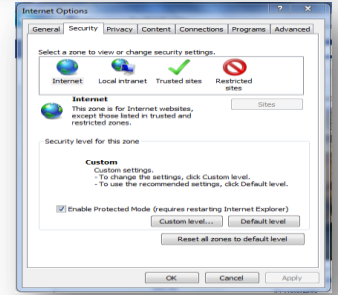 Internet Options
General Security Privacy Content Connections Programs Advanced
Select a zone to view or change security settings.
Internet Local intranet Trusted sites Restricted
sites
Internet
This zone is for Internet websites,
except those listed in trusted and
restricted zones.
Sites
Security level for this zone
Custom
Custom settings.
- To change the settings, click Custom level.
- To use the recommended settings, click Default level.
Enable Protected Mode (requires restarting Internet Explorer)
Custom level... Default level
Reset all zones to default level
OK Cancel Apply